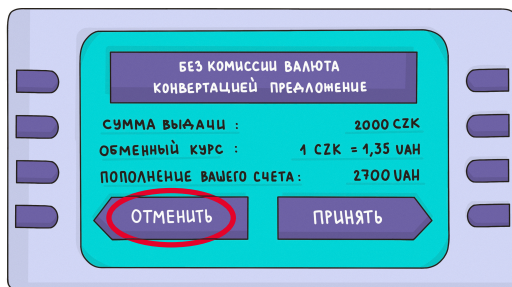 БЕЗ КОМИССИИ ВАЛЮТА
КОНВЕРТАЦИЕЙ ПРЕДЛОЖЕНИЕ
СУММА ВЫДАЧИ : 2000 CZK
ОБМЕННЫЙ КУРС : 1 CZK = 1,35 UAH
ПОПОЛНЕНИЕ ВАШЕГО СЧЕТА : 2700 UAH
ОТМЕНИТЬ ПРИНЯТЬ